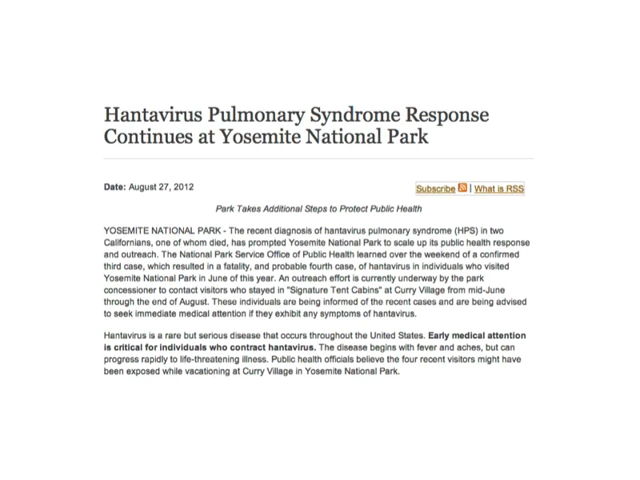 Hantavirus Pulmonary Syndrome Response
Continues at Yosemite National Park
Date: August 27, 2012
Subscribe | What is RSS
Park Takes Additional Steps to Protect Public Health
YOSEMITE NATIONAL PARK - The recent diagnosis of hantavirus pulmonary syndrome (HPS) in two
Californians, one of whom died, has prompted Yosemite National Park to scale up its public health response
and outreach. The National Park Service Office of Public Health learned over the weekend of a confirmed
third case, which resulted in a fatality, and probable fourth case, of hantavirus in individuals who visited
Yosemite National Park in June of this year. An outreach effort is currently underway by the park
concessioner to contact visitors who stayed in "Signature Tent Cabins" at Curry Village from mid-June
through the end of August. These individuals are being informed of the recent cases and are being advised
to seek immediate medical attention if they exhibit any symptoms of hantavirus.
Hantavirus is a rare but serious disease that occurs throughout the United States. Early medical attention
is critical for individuals who contract hantavirus. The disease begins with fever and aches, but can
progress rapidly to life-threatening illness. Public health officials believe the four recent visitors might have
been exposed while vacationing at Curry Village in Yosemite National Park.